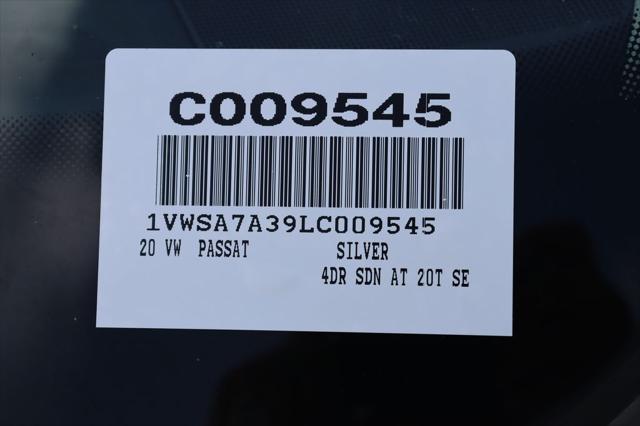 C009545
1VWSA7A39LC009545
20 VW PASSAT SILVER
4DR SDN AT 20T SE